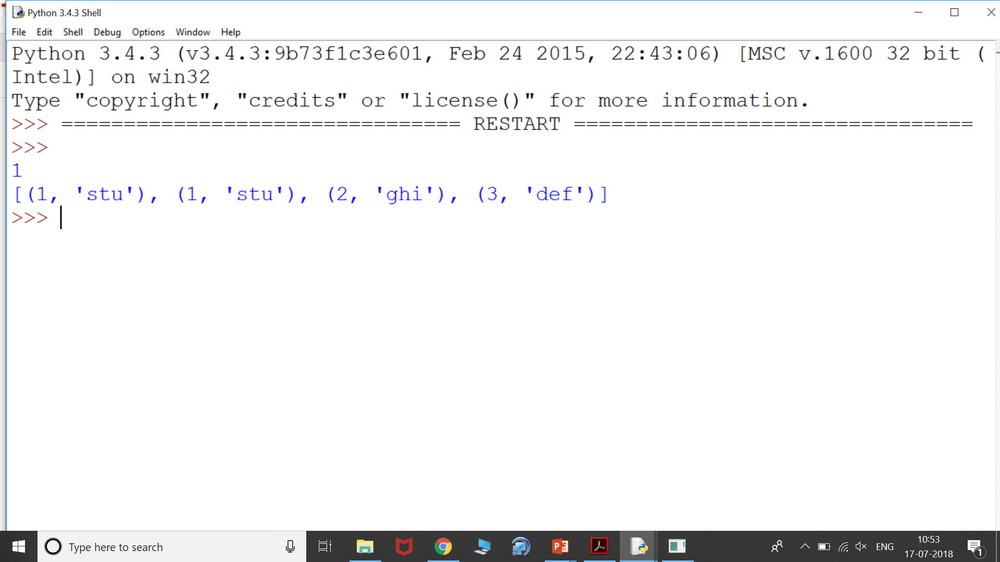 Python 3.4.3 Shell
File Edit Shell Debug Options Window Help
Python 3.4.3 (v3.4.3:9b73f1c3e601, Feb 24 2015, 22:43:06) [MSC v.1600 32 bit (
Intel)] on win32
Type "copyright", "credits" or "license()" for more information.
>>> ================================ RESTART ================================
>>>
1
[(1, 'stu'), (1, 'stu'), (2, 'ghi'), (3, 'def')]
>>>
Type here to search
ENG
10:53
17-07-2018
1